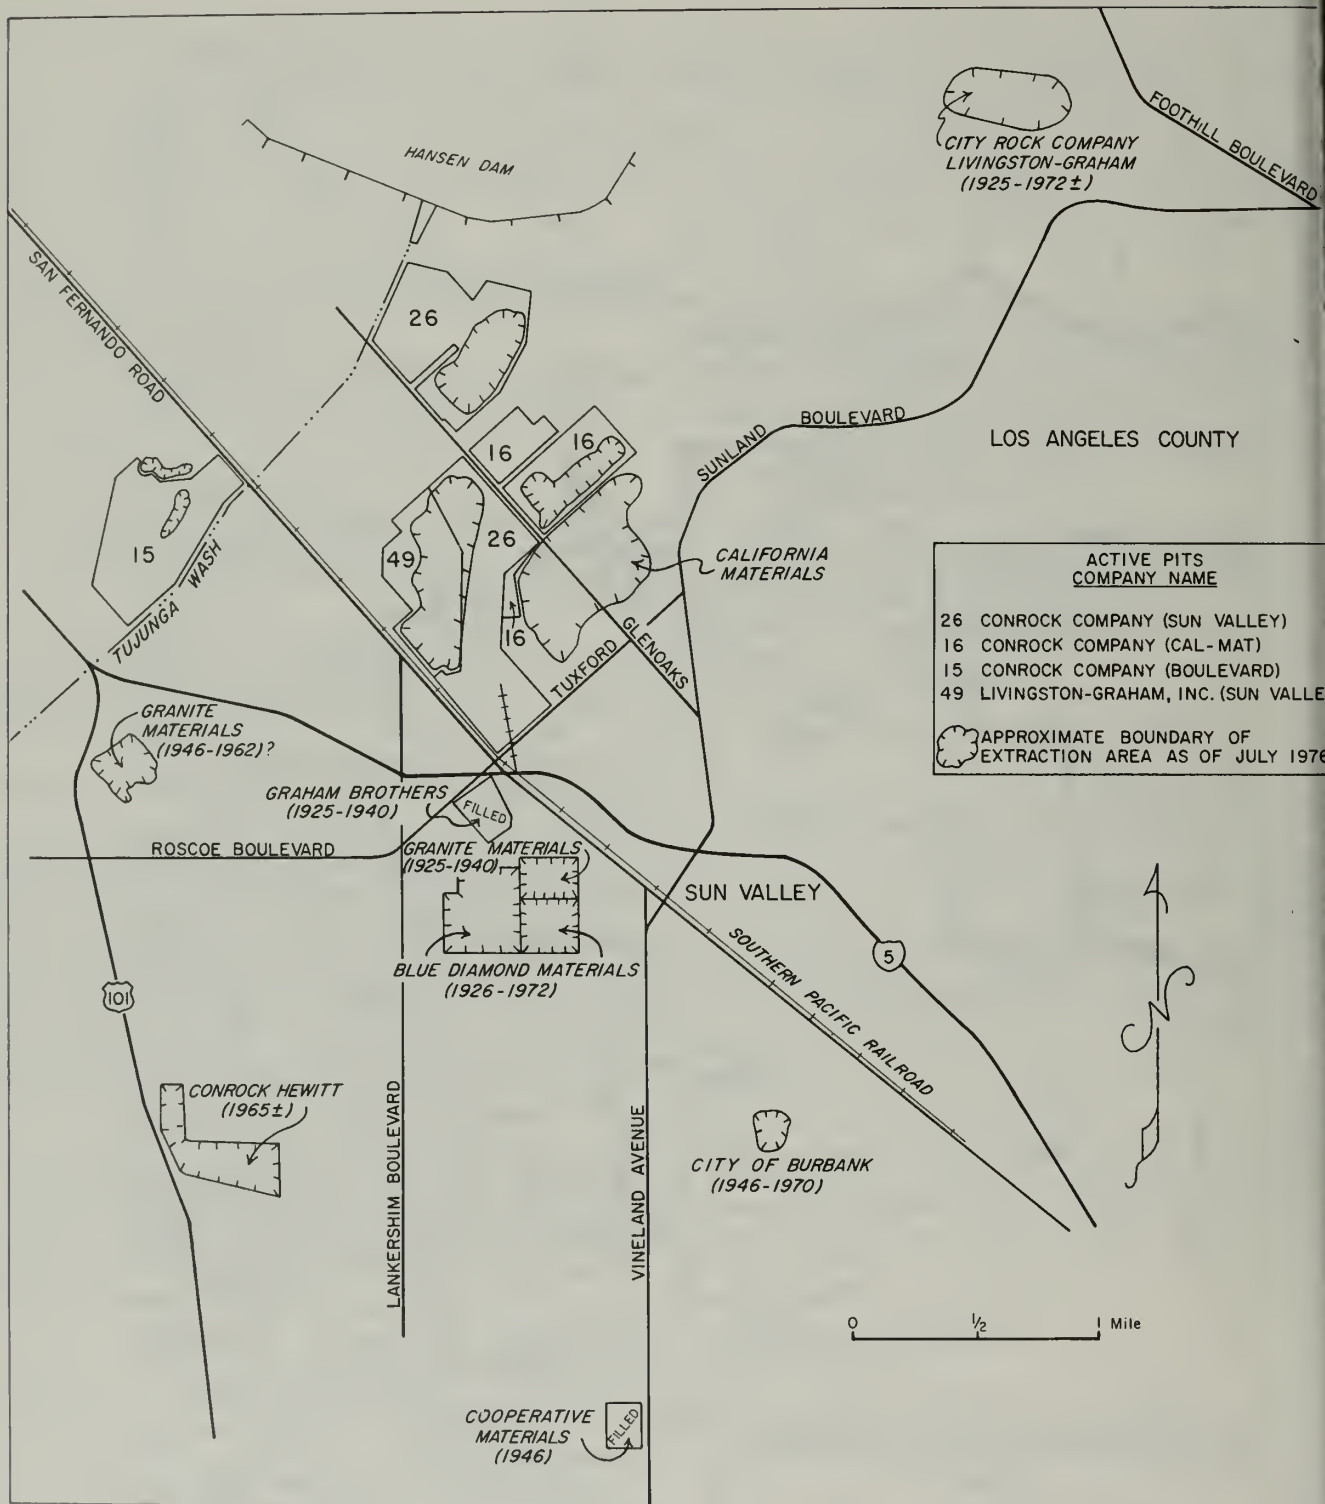 HANSEN DAM
CITY ROCK COMPANY
LIVINGSTON-GRAHAM
(1925-1972±)
FOOTHILL BOULEVARD
SAN FERNANDO ROAD
26
16
16
SUNLAND BOULEVARD
LOS ANGELES COUNTY
15
TUJUNGA WASH
49
26
16
CALIFORNIA
MATERIALS
GLENOAKS
TUXFORD
ACTIVE PITS
COMPANY NAME
26 CONROCK COMPANY (SUN VALLEY)
16 CONROCK COMPANY (CAL-MAT)
15 CONROCK COMPANY (BOULEVARD)
49 LIVINGSTON-GRAHAM, INC. (SUN VALLE
APPROXIMATE BOUNDARY OF
EXTRACTION AREA AS OF JULY 1976
GRANITE
MATERIALS
(1946-1962)?
GRAHAM BROTHERS
(1925-1940)
FILLED
ROSCOE BOULEVARD
GRANITE MATERIALS
(1925-1940)
SUN VALLEY
BLUE DIAMOND MATERIALS
(1926-1972)
SOUTHERN PACIFIC RAILROAD
5
101
N
CONROCK HEWITT
(1965±)
LANKERSHIM BOULEVARD
VINELAND AVENUE
CITY OF BURBANK
(1946-1970)
0 1/2 1 Mile
COOPERATIVE
MATERIALS
(1946)
FILLED